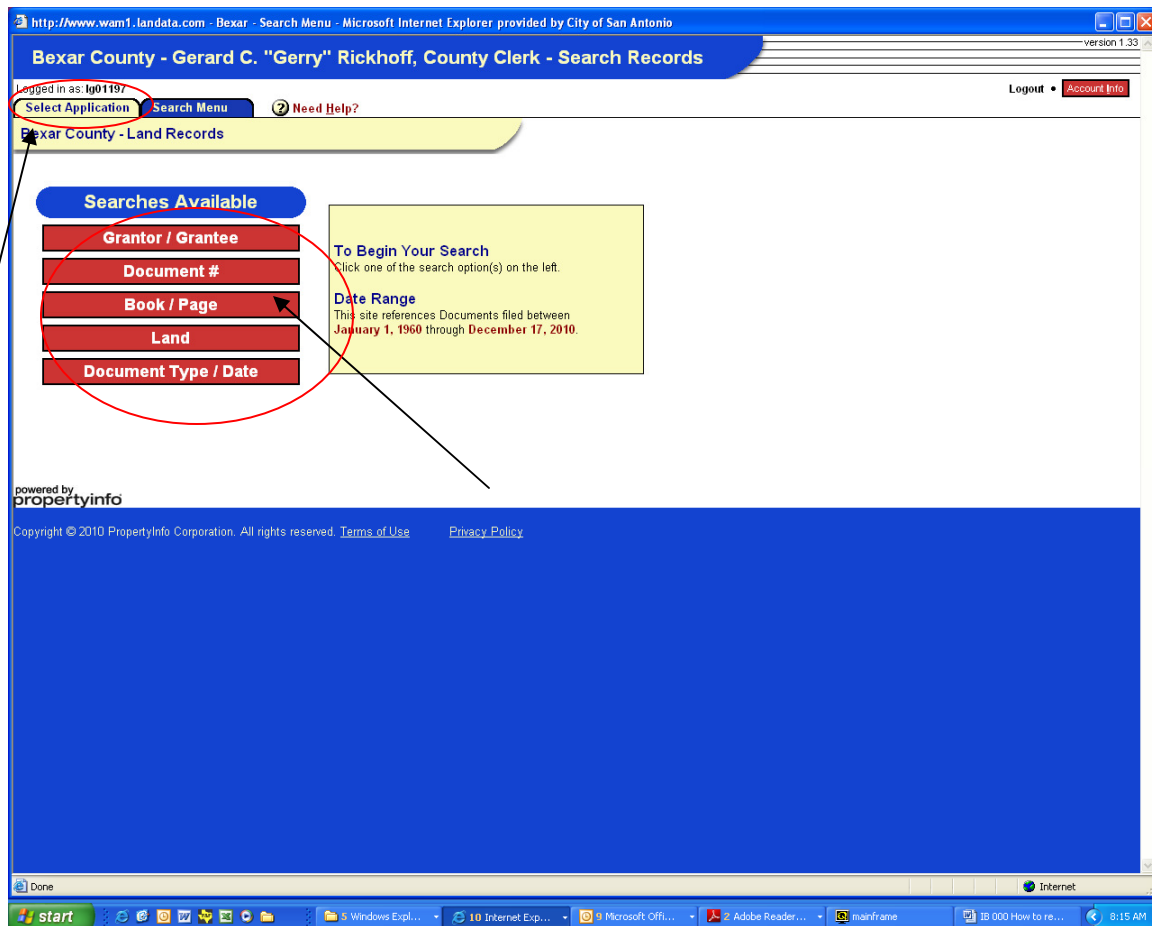 http://www.wam1.landata.com - Bexar - Search Menu - Microsoft Internet Explorer provided by City of San Antonio
version 1.33
Bexar County - Gerard C. "Gerry" Rickhoff, County Clerk - Search Records
Logged in as: lg01197
Logout • Account Info
Select Application Search Menu ? Need Help?
Bexar County - Land Records
Searches Available
Grantor / Grantee
Document #
Book / Page
Land
Document Type / Date
To Begin Your Search
Click one of the search option(s) on the left.
Date Range
This site references Documents filed between
January 1, 1960 through December 17, 2010.
powered by
propertyinfo
Copyright © 2010 PropertyInfo Corporation. All rights reserved. Terms of Use Privacy Policy
Done
Internet
start 5 Windows Expl... 10 Internet Exp... 9 Microsoft Offi... 2 Adobe Reader... mainframe IB 000 How to re... 8:15 AM